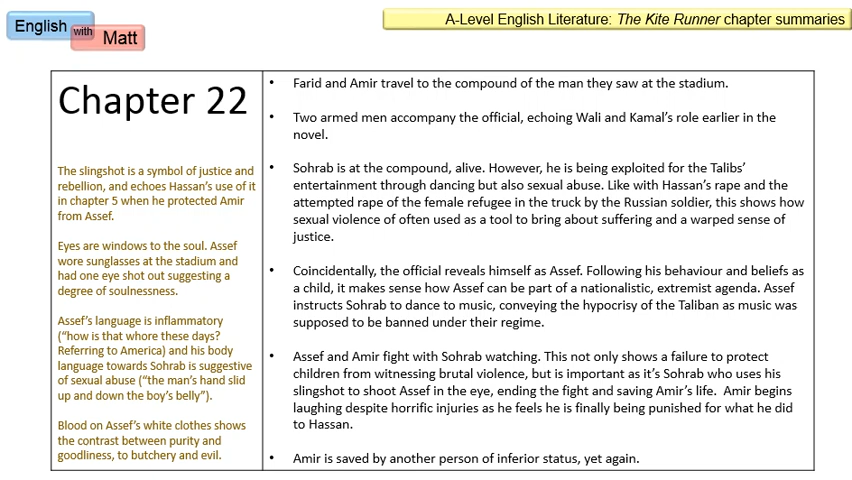 English
with
Matt
A-Level English Literature: The Kite Runner chapter summaries
Chapter 22
The slingshot is a symbol of justice and
rebellion, and echoes Hassan's use of it
in chapter 5 when he protected Amir
from Assef.
Eyes are windows to the soul. Assef
wore sunglasses at the stadium and
had one eye shot out suggesting a
degree of soulnessness.
Assef's language is inflammatory
("how is that whore these days?
Referring to America) and his body
language towards Sohrab is suggestive
of sexual abuse ("the man's hand slid
up and down the boy's belly").
Blood on Assef's white clothes shows
the contrast between purity and
goodliness, to butchery and evil.
• Farid and Amir travel to the compound of the man they saw at the stadium.
• Two armed men accompany the official, echoing Wali and Kamal's role earlier in the
novel.
• Sohrab is at the compound, alive. However, he is being exploited for the Talibs'
entertainment through dancing but also sexual abuse. Like with Hassan's rape and the
attempted rape of the female refugee in the truck by the Russian soldier, this shows how
sexual violence of often used as a tool to bring about suffering and a warped sense of
justice.
• Coincidentally, the official reveals himself as Assef. Following his behaviour and beliefs as
a child, it makes sense how Assef can be part of a nationalistic, extremist agenda. Assef
instructs Sohrab to dance to music, conveying the hypocrisy of the Taliban as music was
supposed to be banned under their regime.
• Assef and Amir fight with Sohrab watching. This not only shows a failure to protect
children from witnessing brutal violence, but is important as it's Sohrab who uses his
slingshot to shoot Assef in the eye, ending the fight and saving Amir's life.  Amir begins
laughing despite horrific injuries as he feels he is finally being punished for what he did
to Hassan.
• Amir is saved by another person of inferior status, yet again.